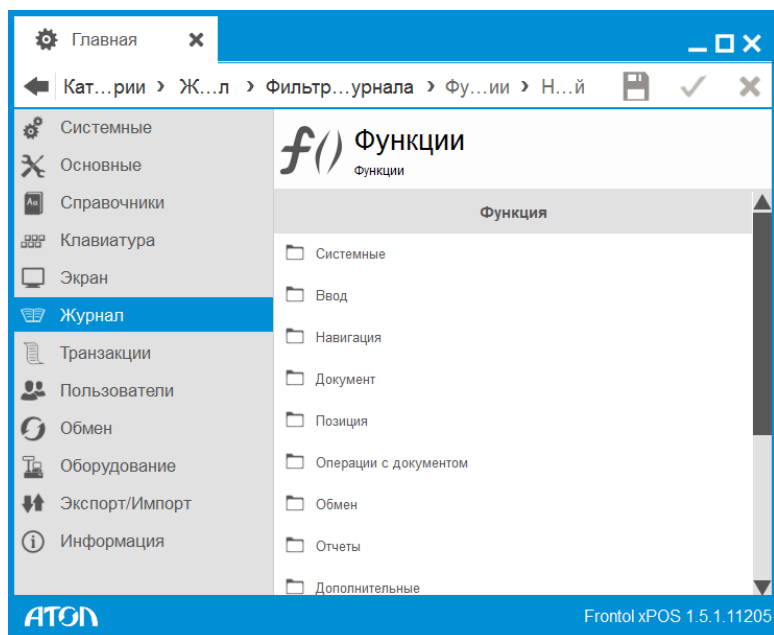 Главная
Кат…рии › Ж…л › Фильтр…урнала › Фу…ии › Н…й
Системные
Основные
Справочники
Клавиатура
Экран
Журнал
Транзакции
Пользователи
Обмен
Оборудование
Экспорт/Импорт
Информация
f() Функции
Функции
Функция
Системные
Ввод
Навигация
Документ
Позиция
Операции с документом
Обмен
Отчеты
Дополнительные
ATOL
Frontol xPOS 1.5.1.11205